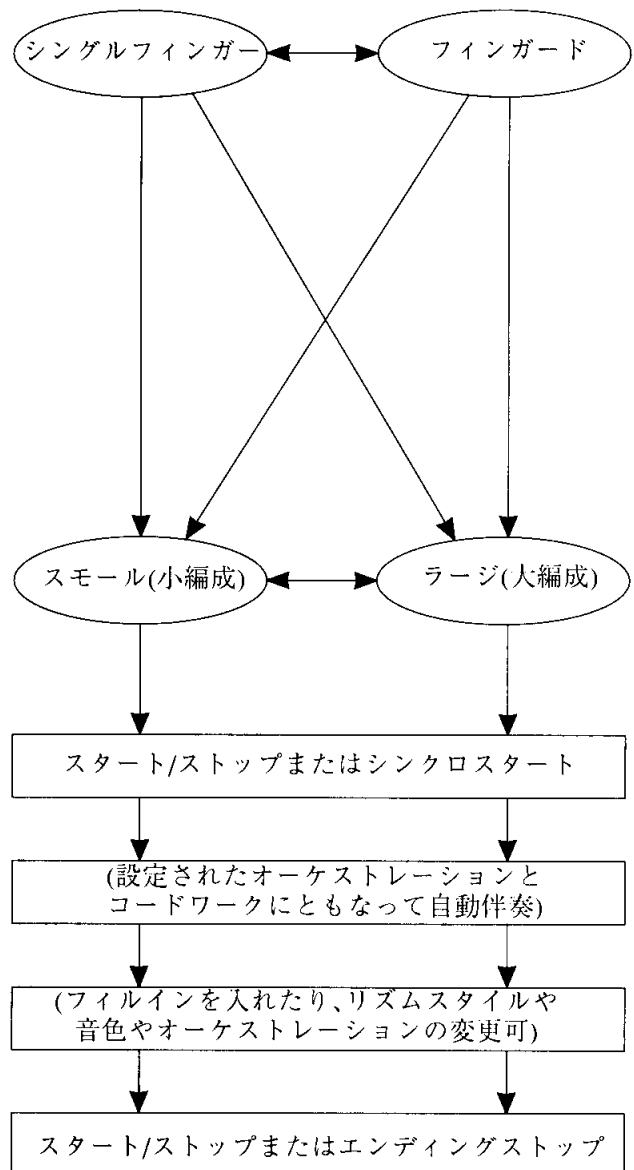 シングルフィンガー
フィンガード
スモール(小編成)
ラージ(大編成)
スタート/ストップまたはシンクロスタート
(設定されたオーケストレーションと
コードワークにともなって自動伴奏)
(フィルインを入れたり、リズムスタイルや
音色やオーケストレーションの変更可)
スタート/ストップまたはエンディングストップ